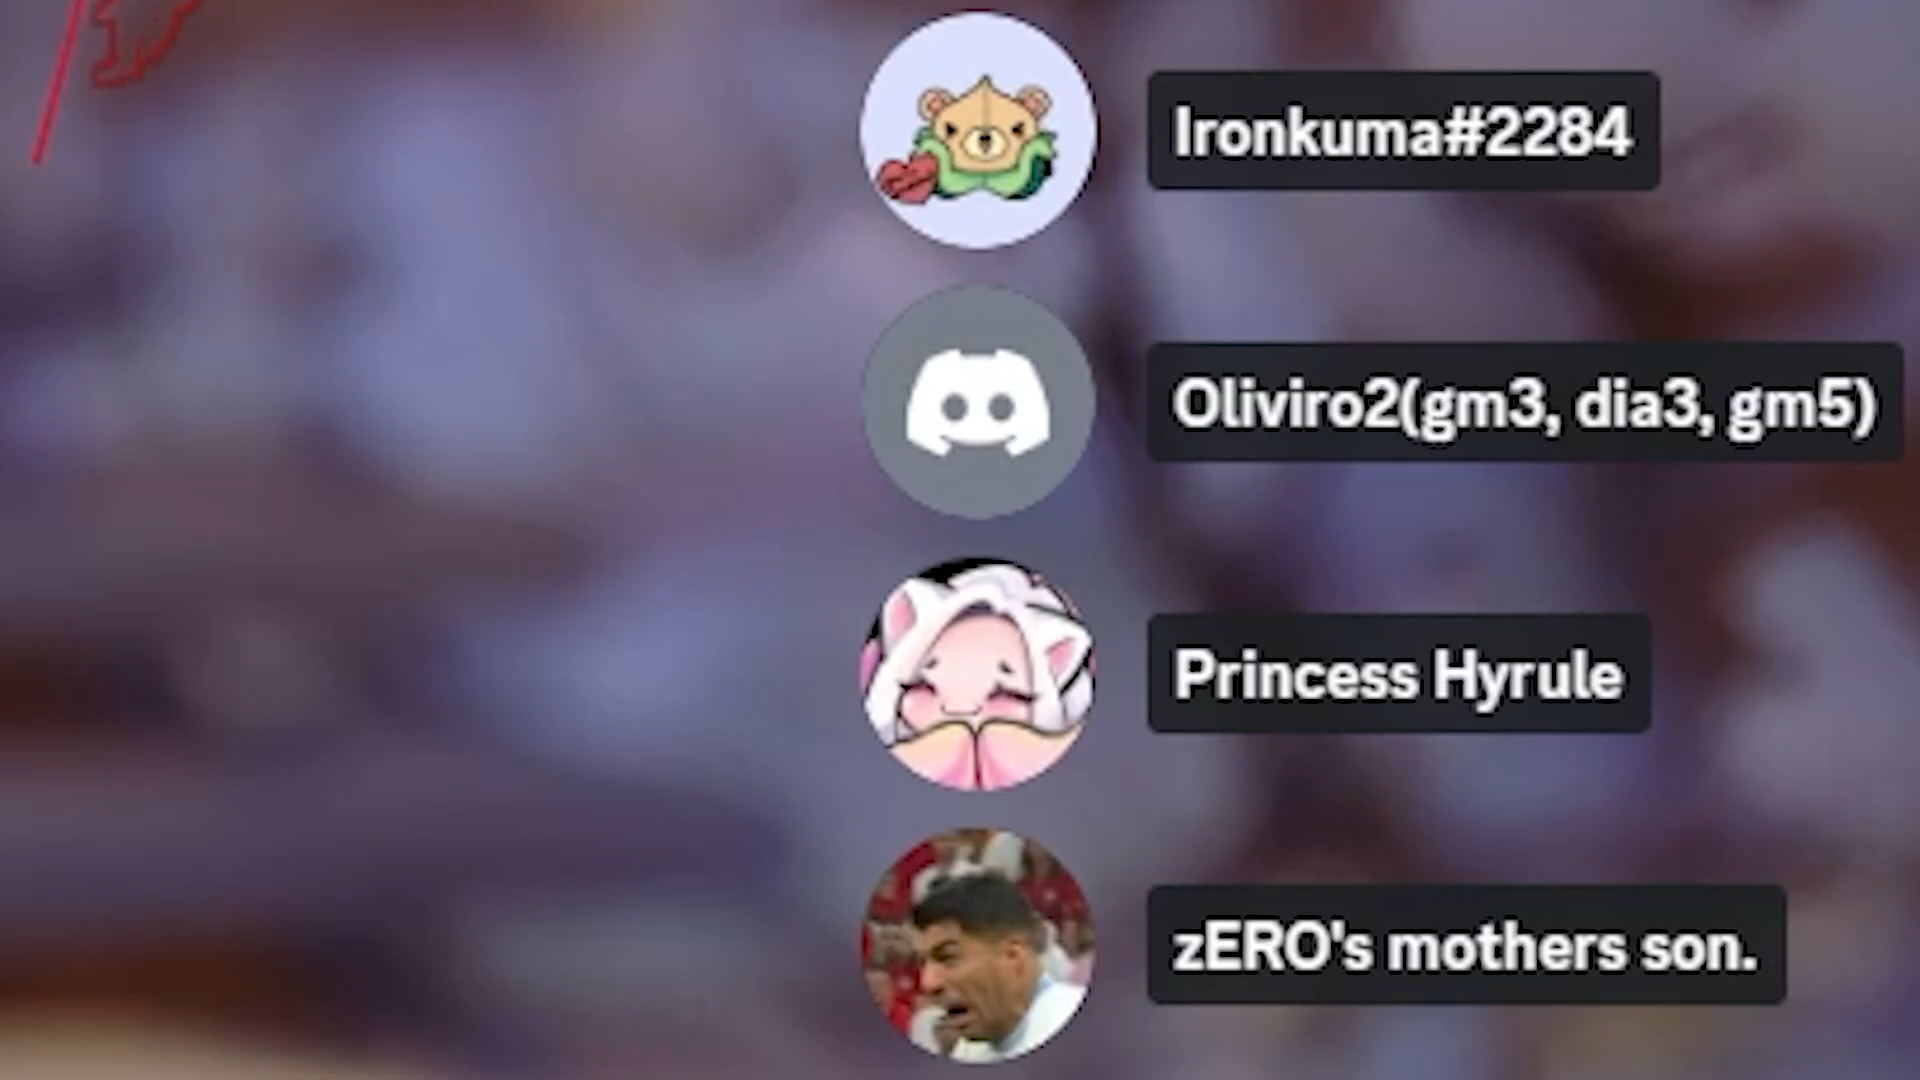 Ironkuma#2284
Oliviro2(gm3, dia3, gm5)
Princess Hyrule
zERO's mothers son.